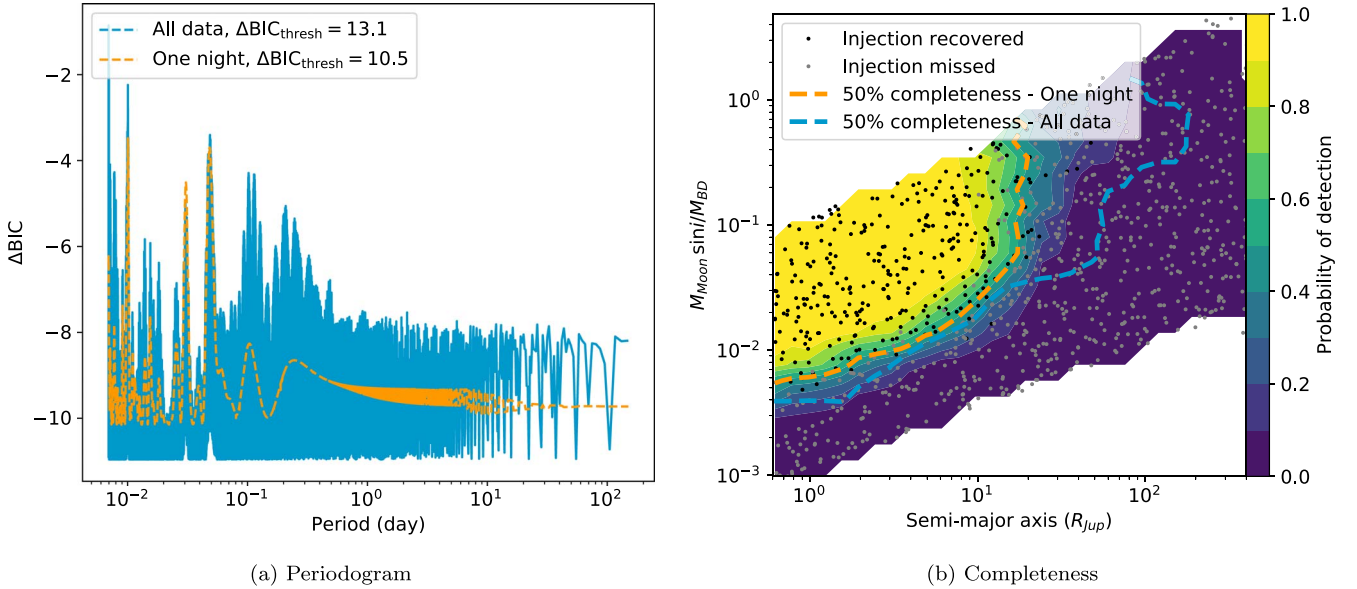 All data, ΔBIC_thresh = 13.1
One night, ΔBIC_thresh = 10.5
−2
−4
−6
−8
−10
ΔBIC
10^−2
10^−1
10^0
10^1
10^2
Period (day)
(a) Periodogram
Injection recovered
Injection missed
50% completeness - One night
50% completeness - All data
10^0
10^−1
10^−2
10^−3
M_Moon sini/M_BD
10^0
10^1
10^2
Semi-major axis (R_Jup)
1.0
0.8
0.6
0.4
0.2
0.0
Probability of detection
(b) Completeness